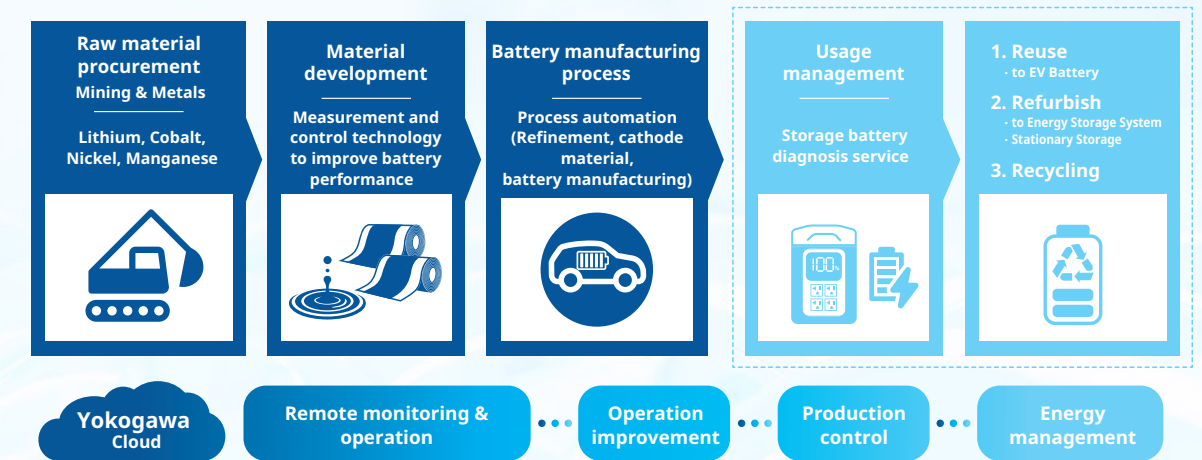 Raw material
procurement
Mining & Metals
Lithium, Cobalt,
Nickel, Manganese
Material
development
Measurement and
control technology
to improve battery
performance
Battery manufacturing
process
Process automation
(Refinement, cathode
material,
battery manufacturing)
Usage
management
Storage battery
diagnosis service
100%
1. Reuse
· to EV Battery
2. Refurbish
· to Energy Storage System
· Stationary Storage
3. Recycling
Yokogawa
Cloud
Remote monitoring &
operation
Operation
improvement
Production
control
Energy
management